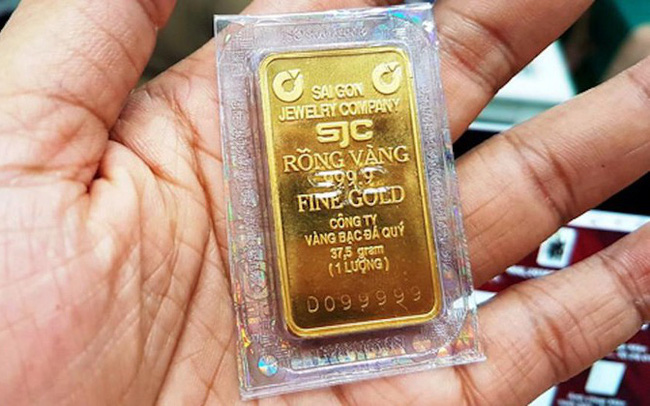 SAI GON
JEWELRY COMPANY
SJC
RỒNG VÀNG
999.9
FINE GOLD
CÔNG TY
VÀNG BẠC ĐÁ QUÝ
37,5 gram
(1 LƯỢNG)
D099999